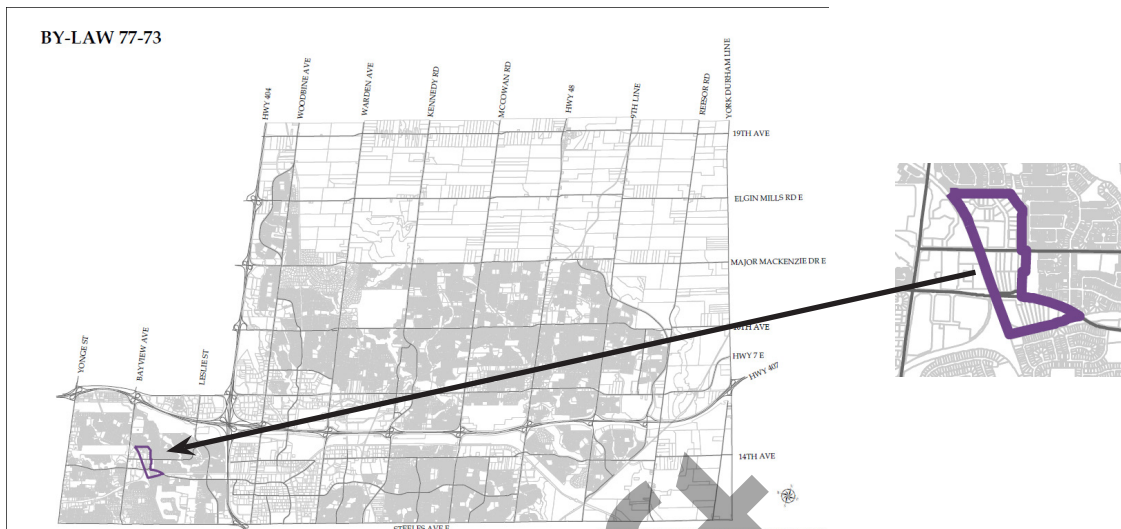 BY-LAW 77-73
HWY 404
WOODBINE AVE
WARDEN AVE
KENNEDY RD
MCCOWAN RD
HWY 48
9TH LINE
REESOR RD
YORK DURHAM LINE
19TH AVE
ELGIN MILLS RD E
MAJOR MACKENZIE DR E
16TH AVE
HWY 7 E
HWY 407
YONGE ST
BAYVIEW AVE
LESLIE ST
14TH AVE
STEELES AVE E